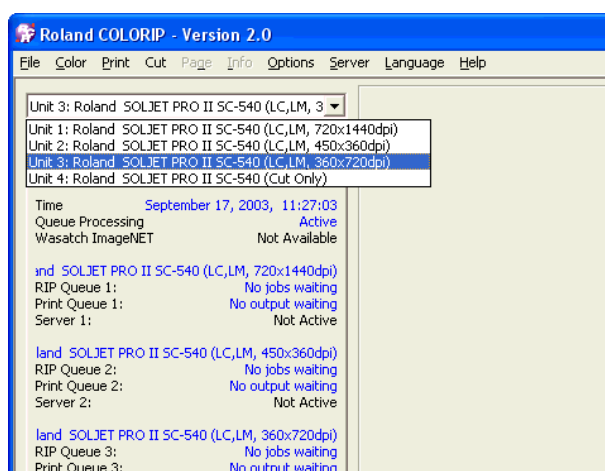 Roland COLORIP - Version 2.0
File Color Print Cut Page Info Options Server Language Help
Unit 3: Roland SOLJET PRO II SC-540 (LC,LM, 3
Unit 1: Roland SOLJET PRO II SC-540 (LC,LM, 720x1440dpi)
Unit 2: Roland SOLJET PRO II SC-540 (LC,LM, 450x360dpi)
Unit 3: Roland SOLJET PRO II SC-540 (LC,LM, 360x720dpi)
Unit 4: Roland SOLJET PRO II SC-540 (Cut Only)
Time September 17, 2003, 11:27:03
Queue Processing Active
Wasatch ImageNET Not Available
and SOLJET PRO II SC-540 (LC,LM, 720x1440dpi)
RIP Queue 1: No jobs waiting
Print Queue 1: No output waiting
Server 1: Not Active
land SOLJET PRO II SC-540 (LC,LM, 450x360dpi)
RIP Queue 2: No jobs waiting
Print Queue 2: No output waiting
Server 2: Not Active
land SOLJET PRO II SC-540 (LC,LM, 360x720dpi)
RIP Queue 3: No jobs waiting
Print Queue 3: No output waiting